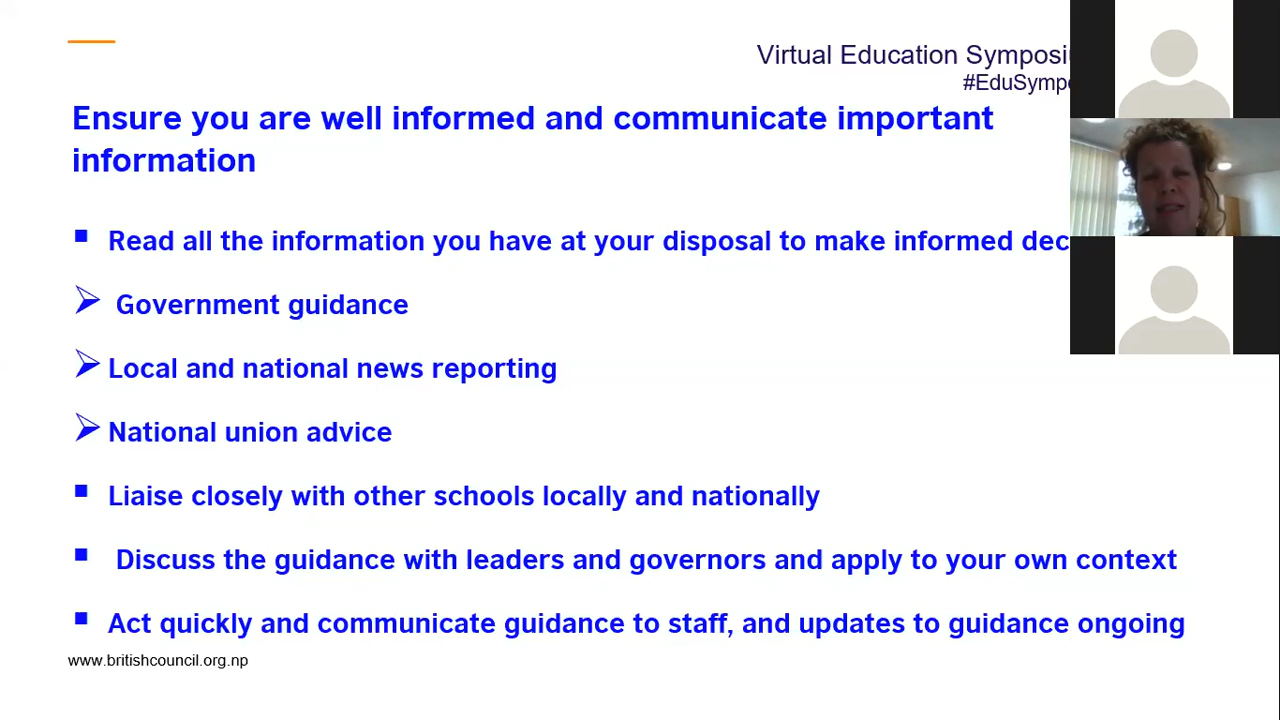 Virtual Education
#EduSympo
Ensure you are well informed and communicate important
information
Read all the information you have at your disposal to make informed
Government guidance
Local and national news reporting
National union advice
Liaise closely with other schools locally and nationally
Discuss the guidance with leaders and governors and apply to your own context
Act quickly and communicate guidance to staff, and updates to guidance ongoing
www.britishcouncil.org.np